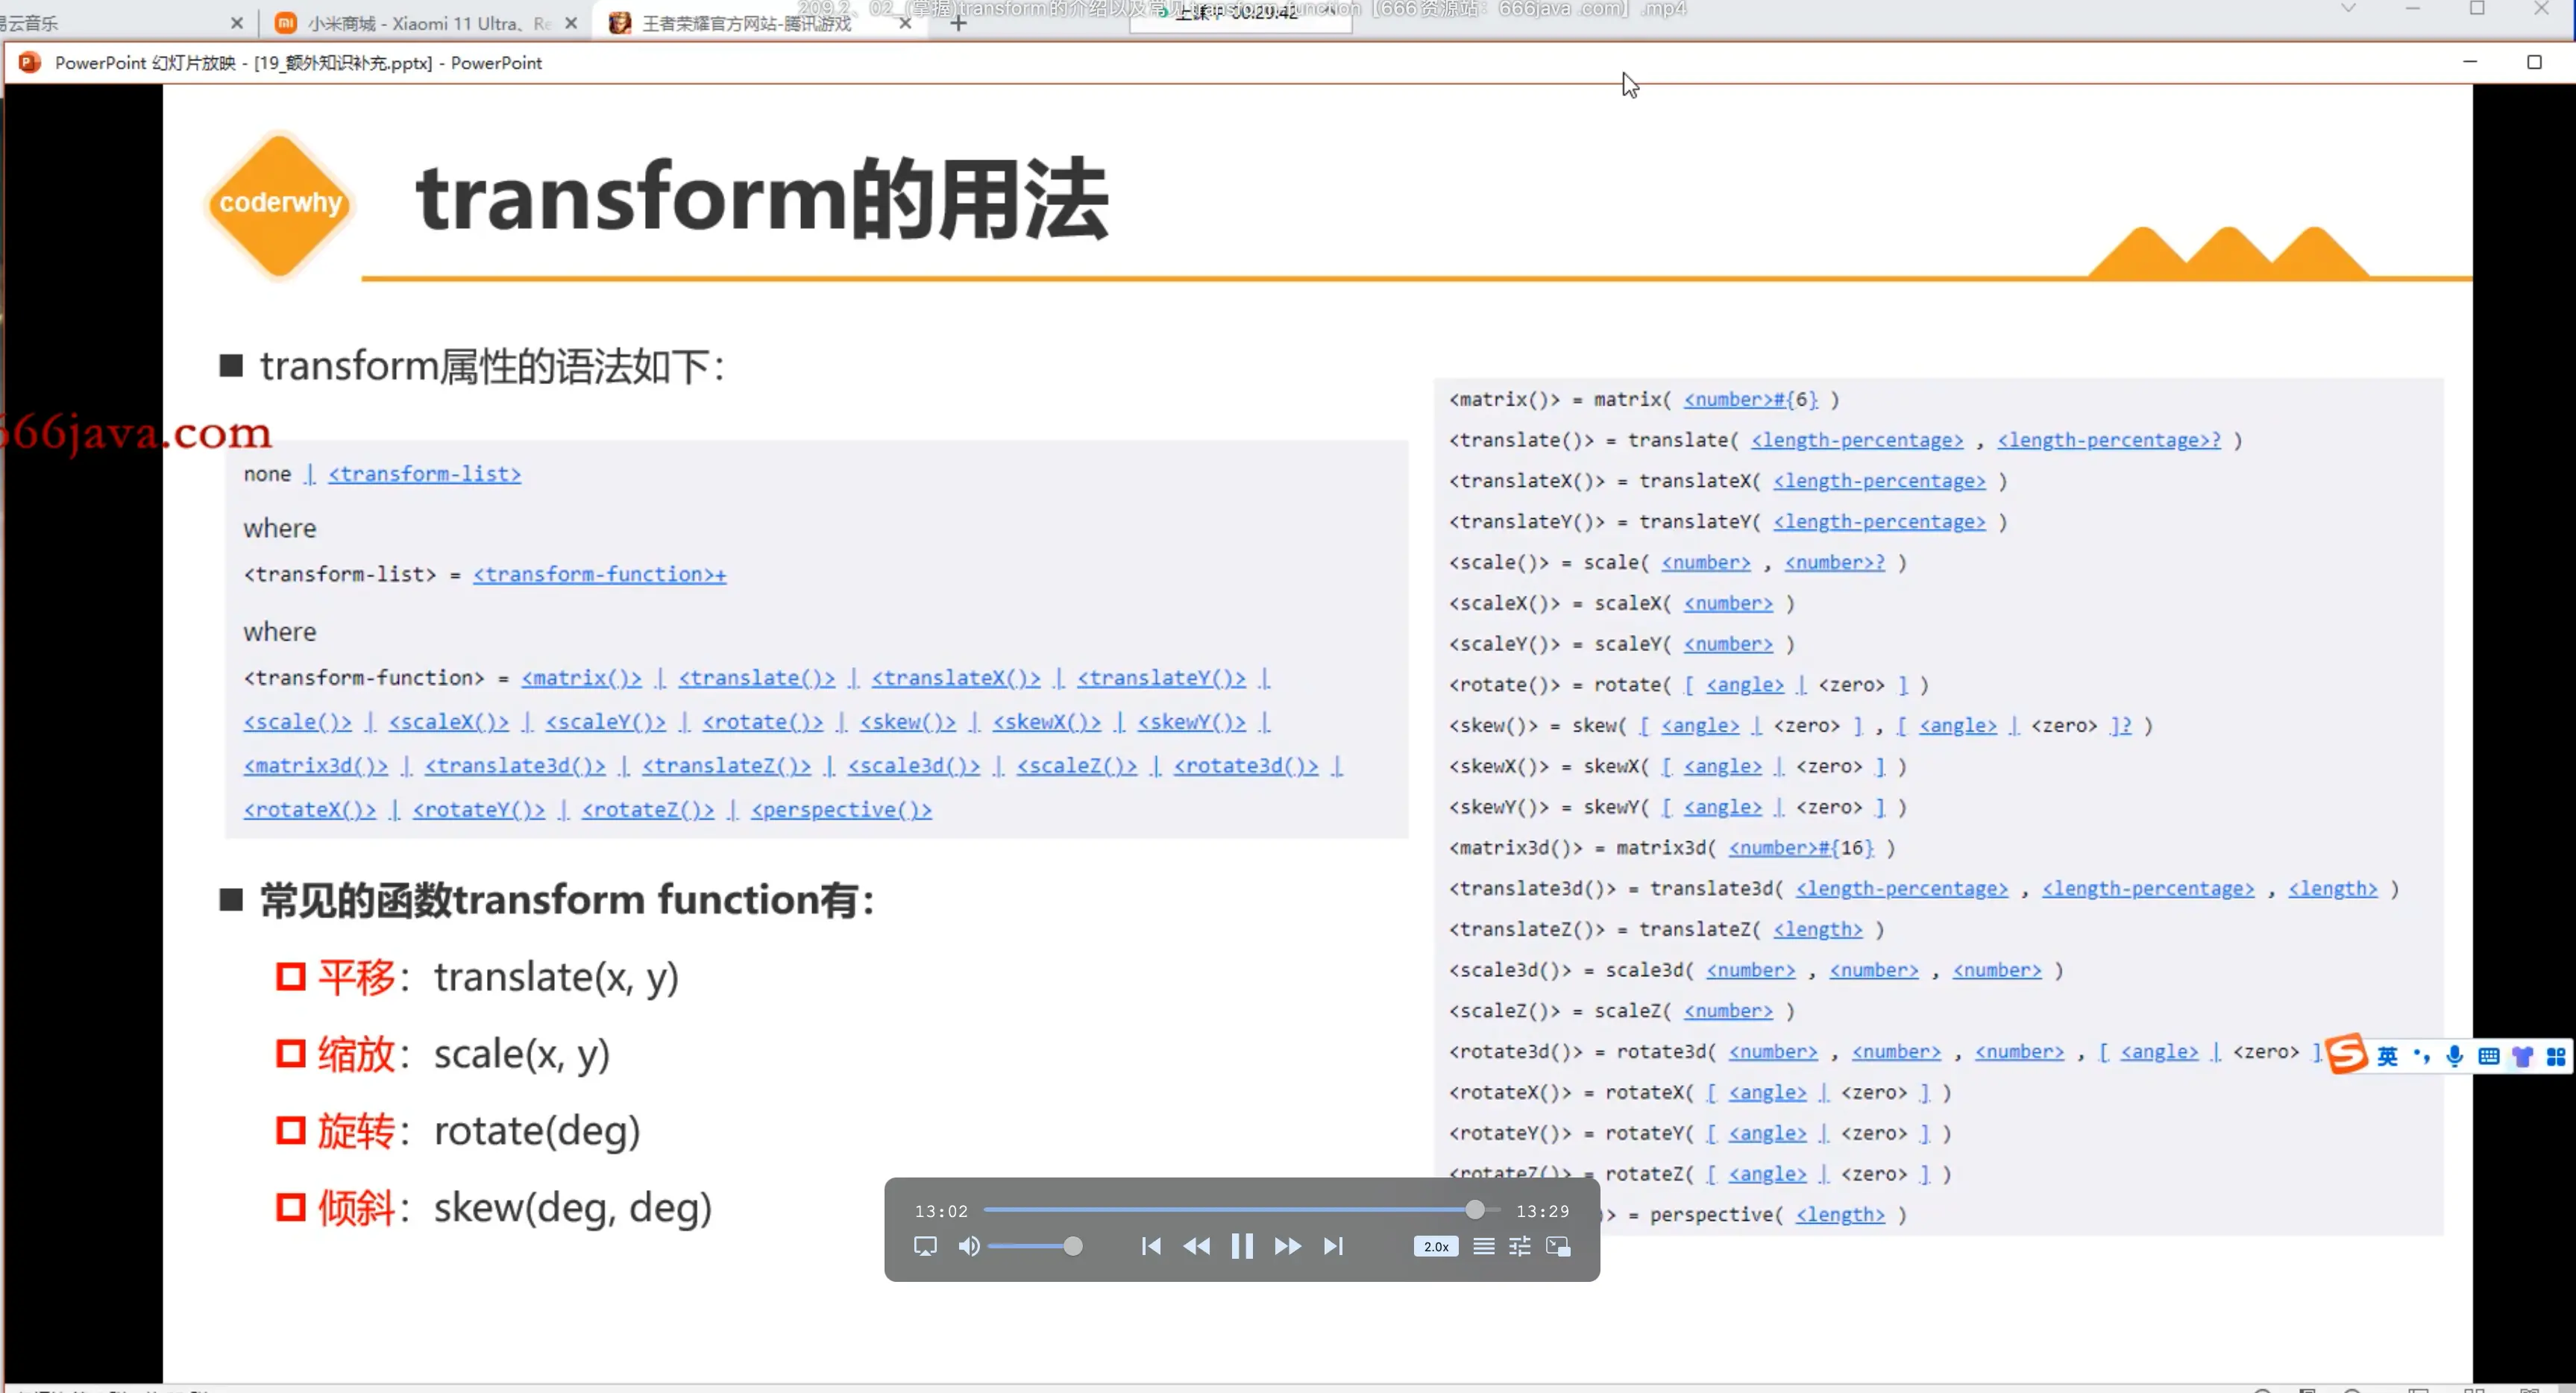 209.2、02_(掌握)transform的介绍以及常见transform function【666资源站：666java .com】.mp4
易云音乐
小米商城 - Xiaomi 11 Ultra、Re
王者荣耀官方网站-腾讯游戏
00:29:42
PowerPoint 幻灯片放映 - [19_额外知识补充.pptx] - PowerPoint
coderwhy
transform的用法
transform属性的语法如下：
666java.com
none | <transform-list>
where
<transform-list> = <transform-function>+
where
<transform-function> = <matrix()> | <translate()> | <translateX()> | <translateY()> |
<scale()> | <scaleX()> | <scaleY()> | <rotate()> | <skew()> | <skewX()> | <skewY()> |
<matrix3d()> | <translate3d()> | <translateZ()> | <scale3d()> | <scaleZ()> | <rotate3d()> |
<rotateX()> | <rotateY()> | <rotateZ()> | <perspective()>
常见的函数transform function有：
平移：translate(x, y)
缩放：scale(x, y)
旋转：rotate(deg)
倾斜：skew(deg, deg)
<matrix()> = matrix( <number>#{6} )
<translate()> = translate( <length-percentage> , <length-percentage>? )
<translateX()> = translateX( <length-percentage> )
<translateY()> = translateY( <length-percentage> )
<scale()> = scale( <number> , <number>? )
<scaleX()> = scaleX( <number> )
<scaleY()> = scaleY( <number> )
<rotate()> = rotate( [ <angle> | <zero> ] )
<skew()> = skew( [ <angle> | <zero> ] , [ <angle> | <zero> ]? )
<skewX()> = skewX( [ <angle> | <zero> ] )
<skewY()> = skewY( [ <angle> | <zero> ] )
<matrix3d()> = matrix3d( <number>#{16} )
<translate3d()> = translate3d( <length-percentage> , <length-percentage> , <length> )
<translateZ()> = translateZ( <length> )
<scale3d()> = scale3d( <number> , <number> , <number> )
<scaleZ()> = scaleZ( <number> )
<rotate3d()> = rotate3d( <number> , <number> , <number> , [ <angle> | <zero> ]
<rotateX()> = rotateX( [ <angle> | <zero> ] )
<rotateY()> = rotateY( [ <angle> | <zero> ] )
<rotateZ()> = rotateZ( [ <angle> | <zero> ] )
> = perspective( <length> )
英
13:02
13:29
2.0x